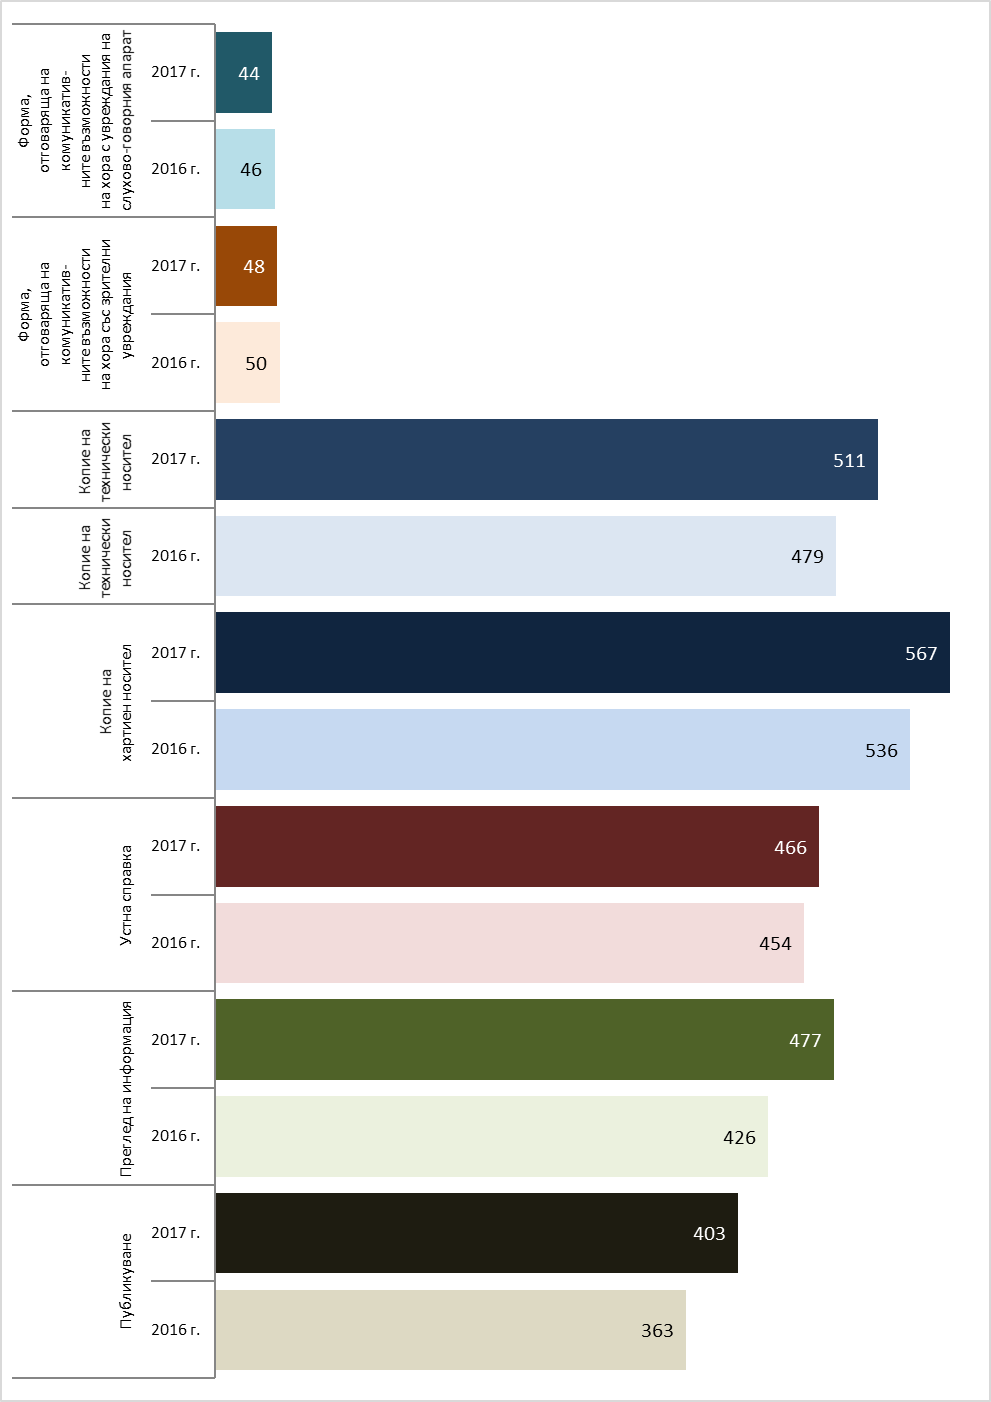 Форма,
отговаряща на
комуникатив-
ните възможности
на хора с увреждания на
слухово-говорния апарат
2017 г.
44
2016 г.
46
Форма,
отговаряща на
комуникатив-
ните възможности
на хора със зрителни
увреждания
2017 г.
48
2016 г.
50
Копие на
технически
носител
2017 г.
511
Копие на
технически
носител
2016 г.
479
Копие на
хартиен носител
2017 г.
567
2016 г.
536
Устна справка
2017 г.
466
2016 г.
454
Преглед на информация
2017 г.
477
2016 г.
426
Публикуване
2017 г.
403
2016 г.
363